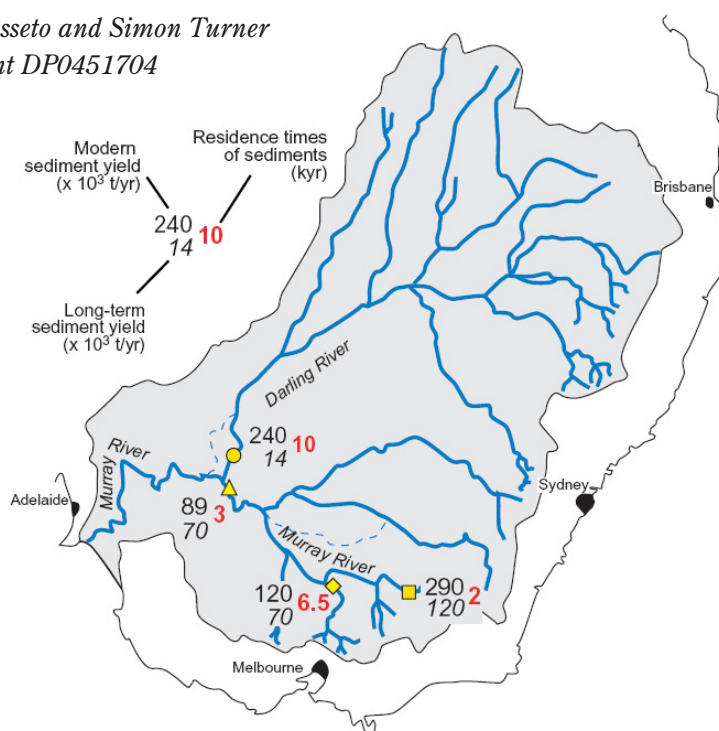 sseto and Simon Turner
nt DP0451704
Modern
sediment yield
(x 10³ t/yr)
Residence times
of sediments
(kyr)
240
14
10
Long-term
sediment yield
(x 10³ t/yr)
Brisbane
Darling River
240
14
10
Murray River
Adelaide
89
70
3
Sydney
Murray River
120
70
6.5
290
120
2
Melbourne